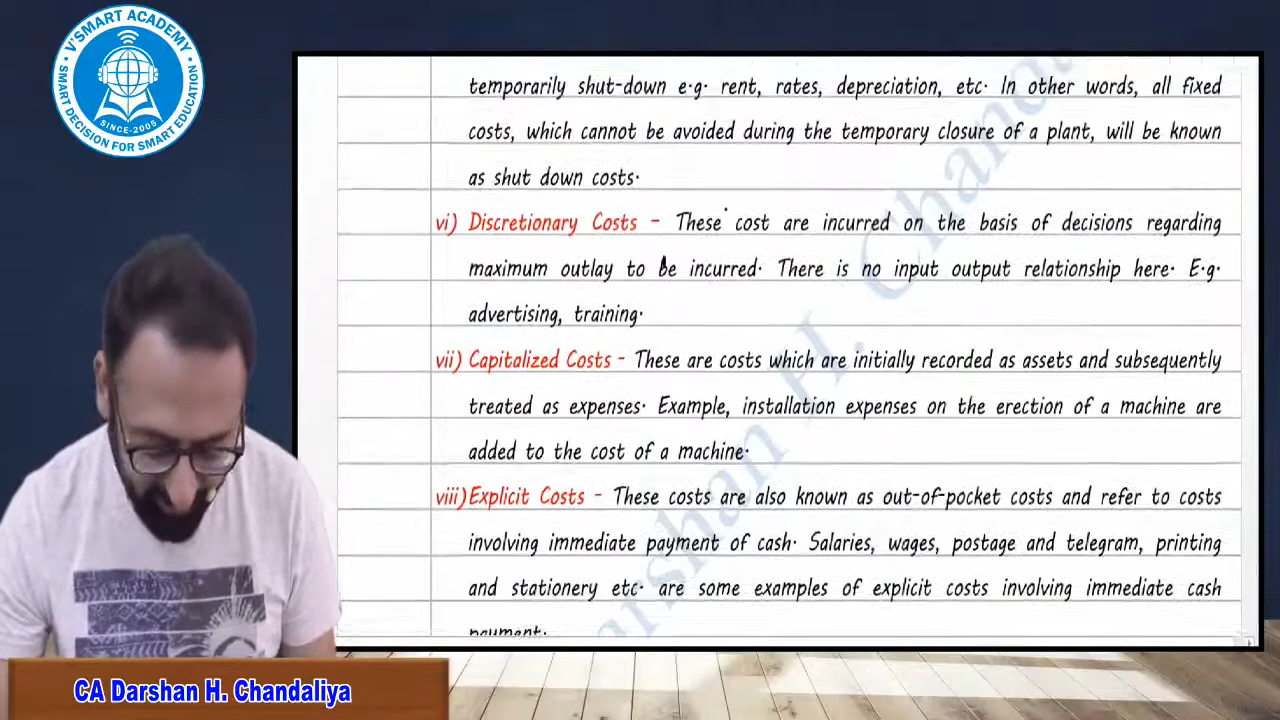 V'SMART ACADEMY
SMART DECISION FOR SMART EDUCATION
SINCE-2005
temporarily shut-down e.g. rent, rates, depreciation, etc. In other words, all fixed
costs, which cannot be avoided during the temporary closure of a plant, will be known
as shut down costs.
vi) Discretionary Costs - These cost are incurred on the basis of decisions regarding
maximum outlay to be incurred. There is no input output relationship here. E.g.
advertising, training.
vii) Capitalized Costs - These are costs which are initially recorded as assets and subsequently
treated as expenses. Example, installation expenses on the erection of a machine are
added to the cost of a machine.
viii) Explicit Costs - These costs are also known as out-of-pocket costs and refer to costs
involving immediate payment of cash. Salaries, wages, postage and telegram, printing
and stationery etc. are some examples of explicit costs involving immediate cash
payment.
arshan H. Chanda
CA Darshan H. Chandaliya